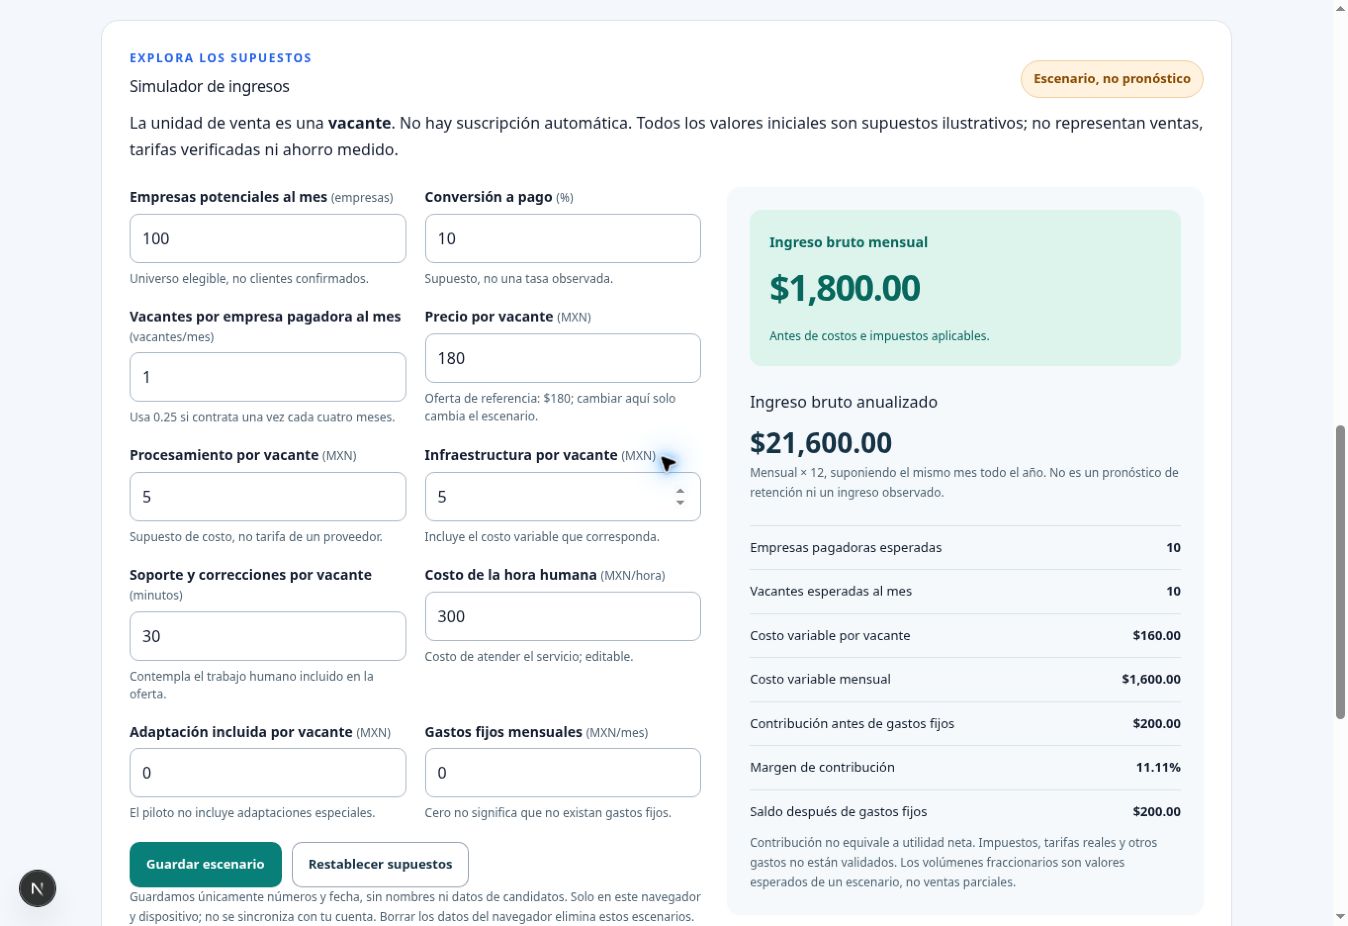 EXPLORA LOS SUPUESTOS
Simulador de ingresos
Escenario, no pronóstico
La unidad de venta es una vacante. No hay suscripción automática. Todos los valores iniciales son supuestos ilustrativos; no representan ventas,
tarifas verificadas ni ahorro medido.
Empresas potenciales al mes (empresas)
100
Universo elegible, no clientes confirmados.
Conversión a pago (%)
10
Supuesto, no una tasa observada.
Vacantes por empresa pagadora al mes
(vacantes/mes)
1
Usa 0.25 si contrata una vez cada cuatro meses.
Precio por vacante (MXN)
180
Oferta de referencia: $180; cambiar aquí solo
cambia el escenario.
Procesamiento por vacante (MXN)
5
Supuesto de costo, no tarifa de un proveedor.
Infraestructura por vacante (MXN)
5
Incluye el costo variable que corresponda.
Soporte y correcciones por vacante
(minutos)
30
Contempla el trabajo humano incluido en la
oferta.
Costo de la hora humana (MXN/hora)
300
Costo de atender el servicio; editable.
Adaptación incluida por vacante (MXN)
0
El piloto no incluye adaptaciones especiales.
Gastos fijos mensuales (MXN/mes)
0
Cero no significa que no existan gastos fijos.
Guardar escenario
Restablecer supuestos
Guardamos únicamente números y fecha, sin nombres ni datos de candidatos. Solo en este navegador
y dispositivo; no se sincroniza con tu cuenta. Borrar los datos del navegador elimina estos escenarios.
Ingreso bruto mensual
$1,800.00
Antes de costos e impuestos aplicables.
Ingreso bruto anualizado
$21,600.00
Mensual × 12, suponiendo el mismo mes todo el año. No es un pronóstico de
retención ni un ingreso observado.
Empresas pagadoras esperadas 10
Vacantes esperadas al mes 10
Costo variable por vacante $160.00
Costo variable mensual $1,600.00
Contribución antes de gastos fijos $200.00
Margen de contribución 11.11%
Saldo después de gastos fijos $200.00
Contribución no equivale a utilidad neta. Impuestos, tarifas reales y otros
gastos no están validados. Los volúmenes fraccionarios son valores
esperados de un escenario, no ventas parciales.
N